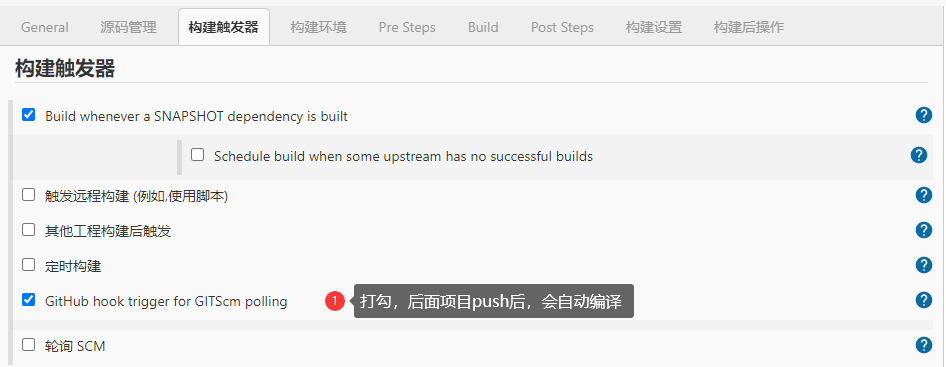 General 源码管理 构建触发器 构建环境 Pre Steps Build Post Steps 构建设置 构建后操作
构建触发器
Build whenever a SNAPSHOT dependency is built ?
Schedule build when some upstream has no successful builds ?
触发远程构建 (例如,使用脚本) ?
其他工程构建后触发 ?
定时构建 ?
GitHub hook trigger for GITScm polling 1 打勾，后面项目push后，会自动编译 ?
轮询 SCM ?